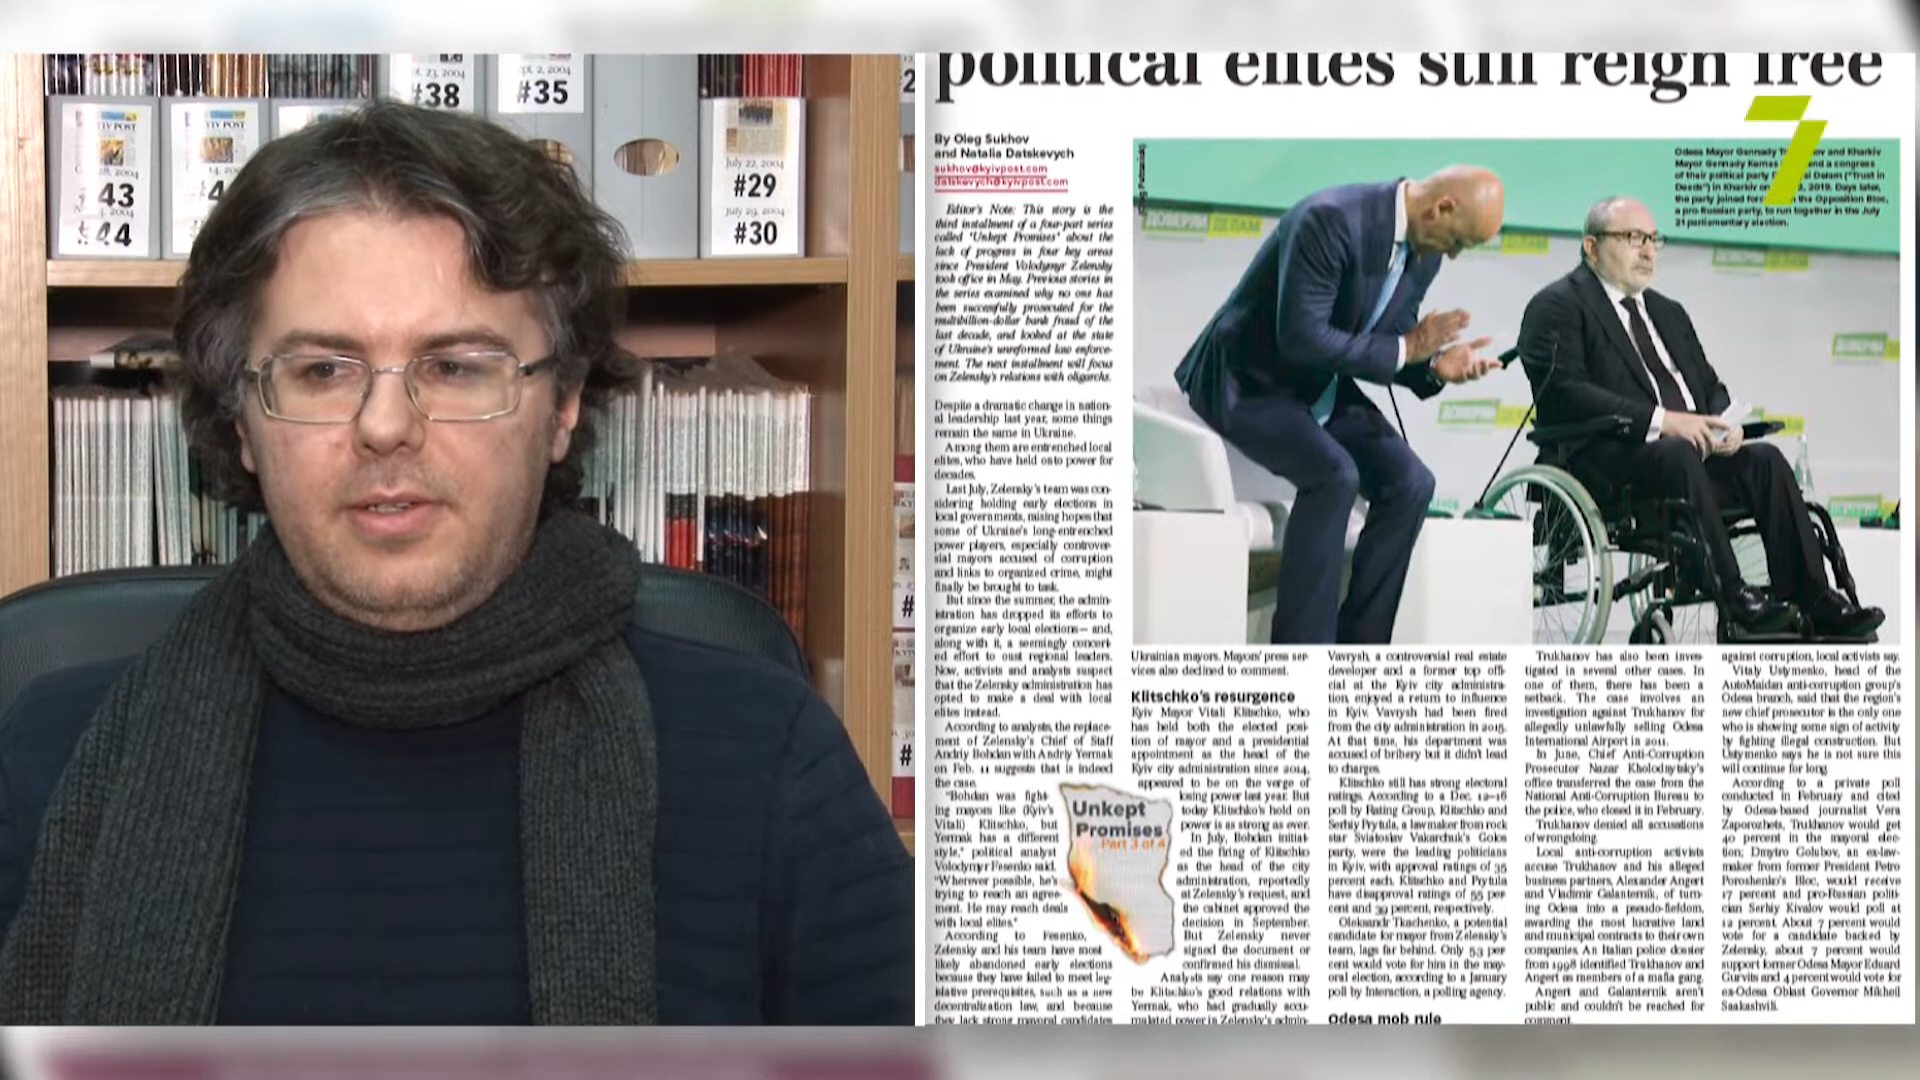 t. 23, 2004
#38
pt. 2, 2004
#35
43
#44
July 22, 2004
#29
July 29, 2004
#30
political elites still reign free
7
By Oleg Sukhov
and Natalia Datskevych
sukhov@kyivpost.com
datskevych@kyivpost.com
Editor's Note: This story is the
third installment of a four-part series
called "Unkept Promises" about the
lack of progress in four key areas
since President Volodymyr Zelensky
took office in May. Previous stories in
the series examined why no one has
been successfully prosecuted for the
multibillion-dollar bank fraud of the
last decade, and looked at the state
of Ukraine's unreformed law enforce-
ment. The next installment will focus
on Zelensky's relations with oligarchs.
Despite a dramatic change in nation-
al leadership last year, some things
remain the same in Ukraine.
Among them are entrenched local
elites, who have held onto power for
decades.
Last July, Zelensky's team was con-
sidering holding early elections in
local governments, raising hopes that
some of Ukraine's long-entrenched
power players, especially controver-
sial mayors accused of corruption
and links to organized crime, might
finally be brought to task.
But since the summer, the admin-
istration has dropped its efforts to
organize early local elections — and,
along with it, a seemingly concert-
ed effort to oust regional leaders.
Now, activists and analysts suspect
that the Zelensky administration has
opted to make a deal with local
elites instead.
According to analysts, the replace-
ment of Zelensky's Chief of Staff
Andriy Bohdan with Andriy Yermak
on Feb. 11 suggests that is indeed
the case.
"Bohdan was fight-
ing mayors like (Kyiv's
Vitali) Klitschko, but
Yermak has a different
style," political analyst
Volodymyr Fesenko said.
"Wherever possible, he's
trying to reach an agree-
ment. He may reach deals
with local elites."
According to Fesenko,
Zelensky and his team have most
likely abandoned early elections
because they have failed to meet leg-
islative prerequisites, such as a new
decentralization law, and because
they lack strong mayoral candidates
Odesa Mayor Gennady Tr ov and Kharkiv
Mayor Gennady Kernes nd a congress
of their political party al Delam ("Trust in
Deeds") in Kharkiv on 2, 2019. Days later,
the party joined for the Opposition Bloc,
a pro-Russian party, to run together in the July
21 parliamentary election.
ДОВЕРЯЙ ДЕЛАМ
Ukrainian mayors. Mayors' press ser-
vices also declined to comment.
Klitschko's resurgence
Kyiv Mayor Vitali Klitschko, who
has held both the elected posi-
tion of mayor and a presidential
appointment as the head of the
Kyiv city administration since 2014,
appeared to be on the verge of
losing power last year. But
today Klitschko's hold on
power is as strong as ever.
In July, Bohdan initiat-
ed the firing of Klitschko
as the head of the city
administration, reportedly
at Zelensky's request, and
the cabinet approved the
decision in September.
But Zelensky never
signed the document or
confirmed his dismissal.
Analysts say one reason may
be Klitschko's good relations with
Yermak, who had gradually accu-
mulated power in Zelensky's admin-
Unkept
Promises
Part 3 of 4
Vavrysh, a controversial real estate
developer and a former top offi-
cial at the Kyiv city administra-
tion, enjoyed a return to influence
in Kyiv. Vavrysh had been fired
from the city administration in 2015.
At that time, his department was
accused of bribery but it didn't lead
to charges.
Klitschko still has strong electoral
ratings. According to a Dec. 12–16
poll by Rating Group, Klitschko and
Serhiy Prytula, a lawmaker from rock
star Sviatoslav Vakarchuk's Golos
party, were the leading politicians
in Kyiv, with approval ratings of 35
percent each. Klitschko and Prytula
have disapproval ratings of 55 per
cent and 39 percent, respectively.
Oleksandr Tkachenko, a potential
candidate for mayor from Zelensky's
team, lags far behind. Only 5.3 per
cent would vote for him in the may-
oral election, according to a January
poll by Interaction, a polling agency.
Odesa mob rule
Trukhanov has also been inves-
tigated in several other cases. In
one of them, there has been a
setback. The case involves an
investigation against Trukhanov for
allegedly unlawfully selling Odesa
International Airport in 2011.
In June, Chief Anti-Corruption
Prosecutor Nazar Kholodnytsky's
office transferred the case from the
National Anti-Corruption Bureau to
the police, who closed it in February.
Trukhanov denied all accusations
of wrongdoing.
Local anti-corruption activists
accuse Trukhanov and his alleged
business partners, Alexander Angert
and Vladimir Galanternik, of turn-
ing Odesa into a pseudo-fiefdom,
awarding the most lucrative land
and municipal contracts to their own
companies. An Italian police dossier
from 1998 identified Trukhanov and
Angert as members of a mafia gang.
Angert and Galanternik aren't
public and couldn't be reached for
comment.
against corruption, local activists say.
Vitaly Ustymenko, head of the
AutoMaidan anti-corruption group's
Odesa branch, said that the region's
new chief prosecutor is the only one
who is showing some sign of activity
by fighting illegal construction. But
Ustymenko says he is not sure this
will continue for long.
According to a private poll
conducted in February and cited
by Odesa-based journalist Vera
Zaporozhets, Trukhanov would get
40 percent in the mayoral elec-
tion; Dmytro Golubov, an ex-law-
maker from former President Petro
Poroshenko's Bloc, would receive
17 percent and pro-Russian politi-
cian Serhiy Kivalov would poll at
12 percent. About 7 percent would
vote for a candidate backed by
Zelensky, about 7 percent would
support former Odesa Mayor Eduard
Gurvits and 4 percent would vote for
ex-Odesa Oblast Governor Mikheil
Saakashvili.